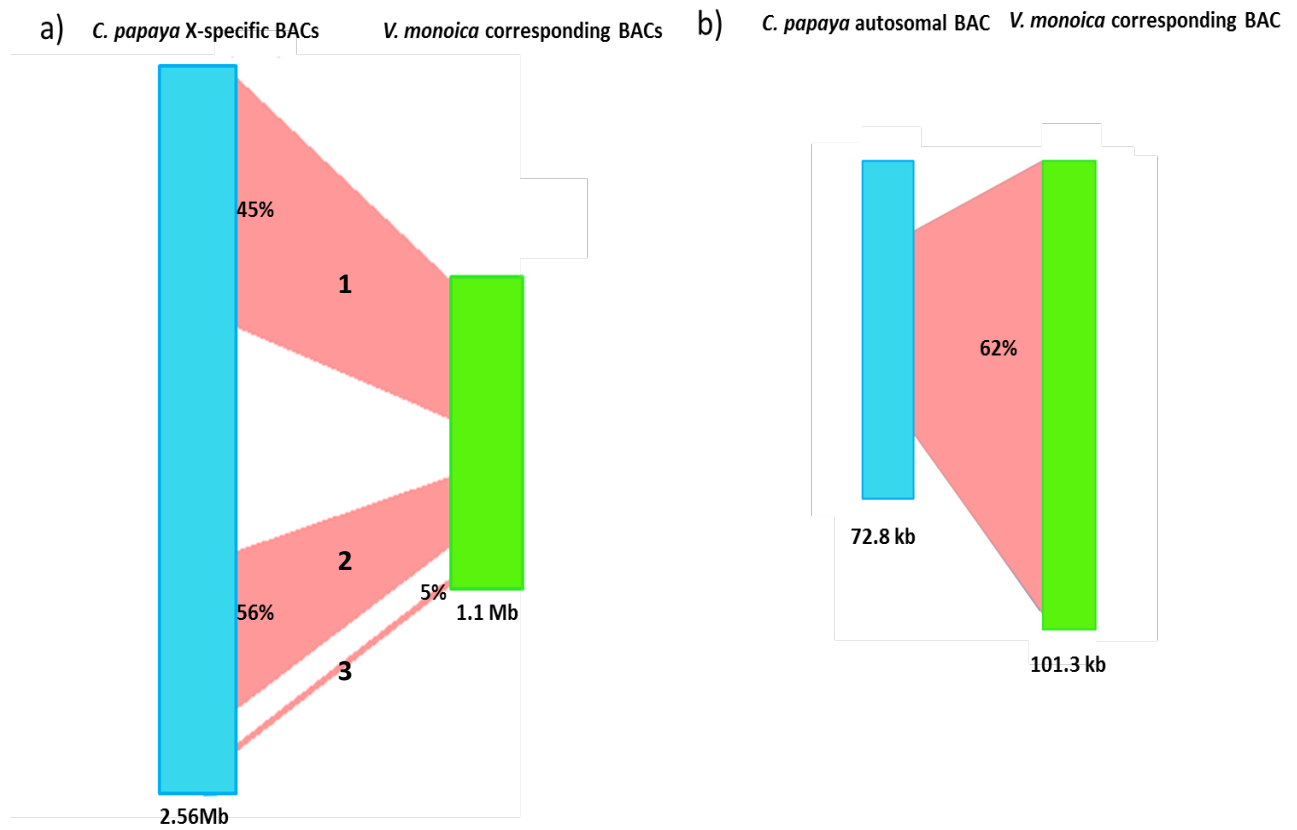 a) C. papaya X-specific BACs V. monoica corresponding BACs
45%
1
2
56%
5%
3
1.1 Mb
2.56Mb
b) C. papaya autosomal BAC V. monoica corresponding BAC
62%
72.8 kb
101.3 kb